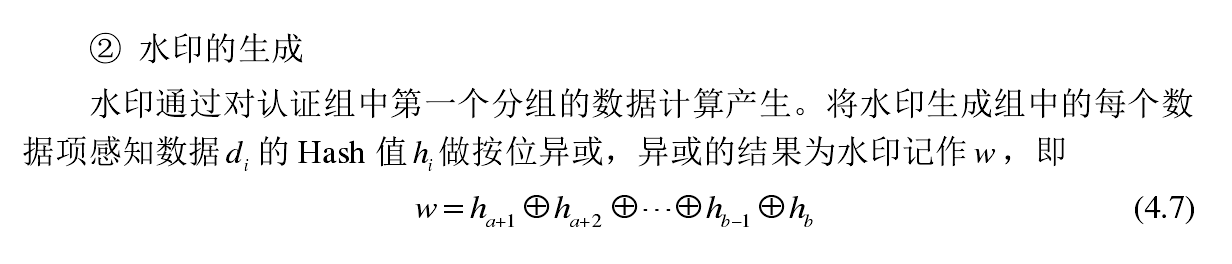 ② 水印的生成
水印通过对认证组中第一个分组的数据计算产生。将水印生成组中的每个数
据项感知数据 dᵢ 的 Hash 值 hᵢ 做按位异或，异或的结果为水印记作 w，即
w = h_{a+1} ⊕ h_{a+2} ⊕ ⋯ ⊕ h_{b−1} ⊕ h_b (4.7)